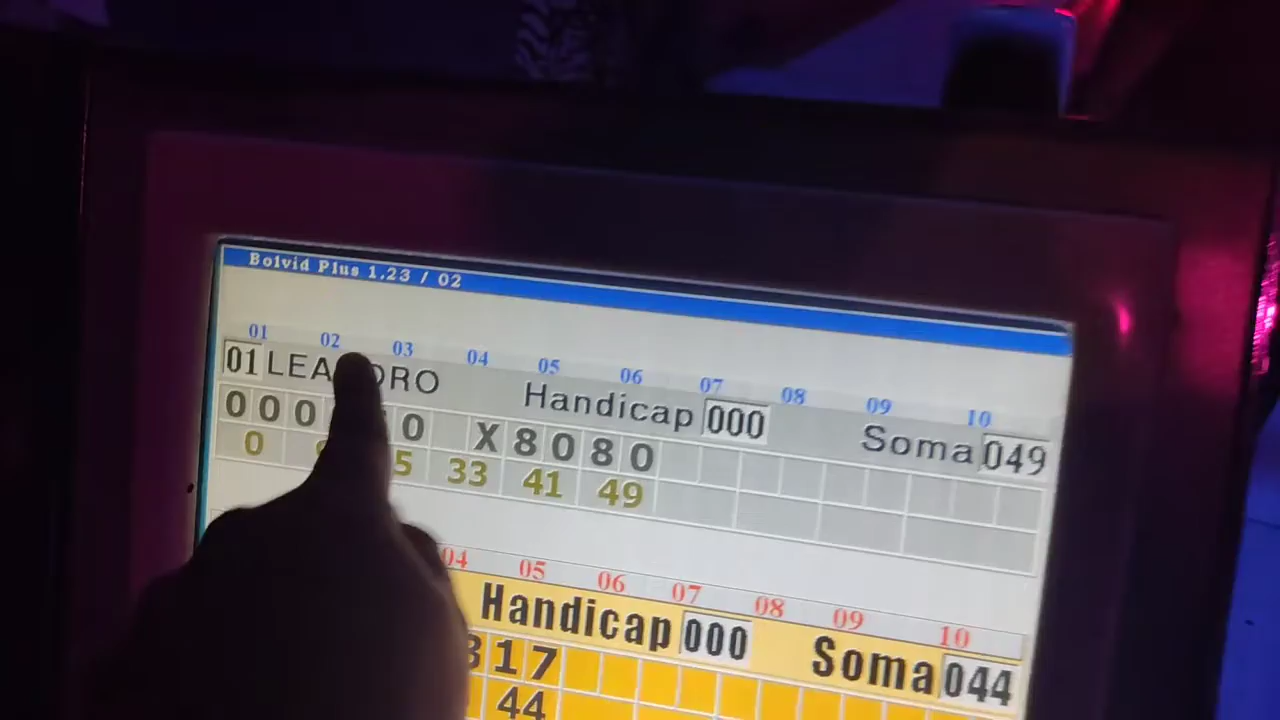 Bolvid Plus 1.23 / 02
01 02 03 04 05 06 07 08 09 10
01 Handicap 000 Soma 049
0 0 0 0 X 8 0 8 0
0 33 41 49
04 05 06 07 08 09 10
Handicap 000 Soma 044
1 7
44